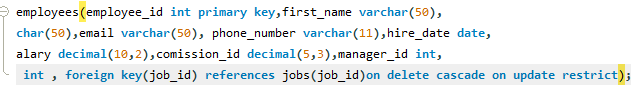 employees(employee_id int primary key,first_name varchar(50),
char(50),email varchar(50), phone_number varchar(11),hire_date date,
alary decimal(10,2),comission_id decimal(5,3),manager_id int,
int , foreign key(job_id) references jobs(job_id)on delete cascade on update restrict);